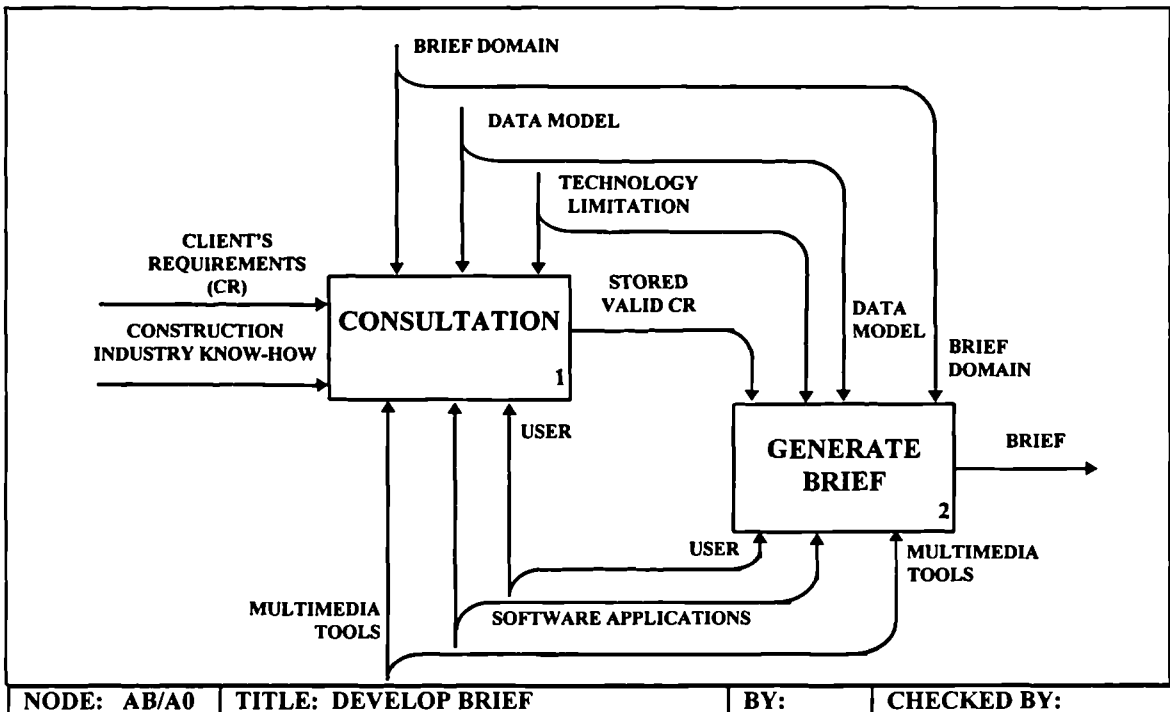 BRIEF DOMAIN
DATA MODEL
TECHNOLOGY
LIMITATION
CLIENT'S
REQUIREMENTS
(CR)
CONSTRUCTION
INDUSTRY KNOW-HOW
CONSULTATION
1
STORED
VALID CR
DATA
MODEL
BRIEF
DOMAIN
USER
GENERATE
BRIEF
2
BRIEF
USER
MULTIMEDIA
TOOLS
MULTIMEDIA
TOOLS
SOFTWARE APPLICATIONS
NODE: AB/A0 TITLE: DEVELOP BRIEF BY: CHECKED BY: